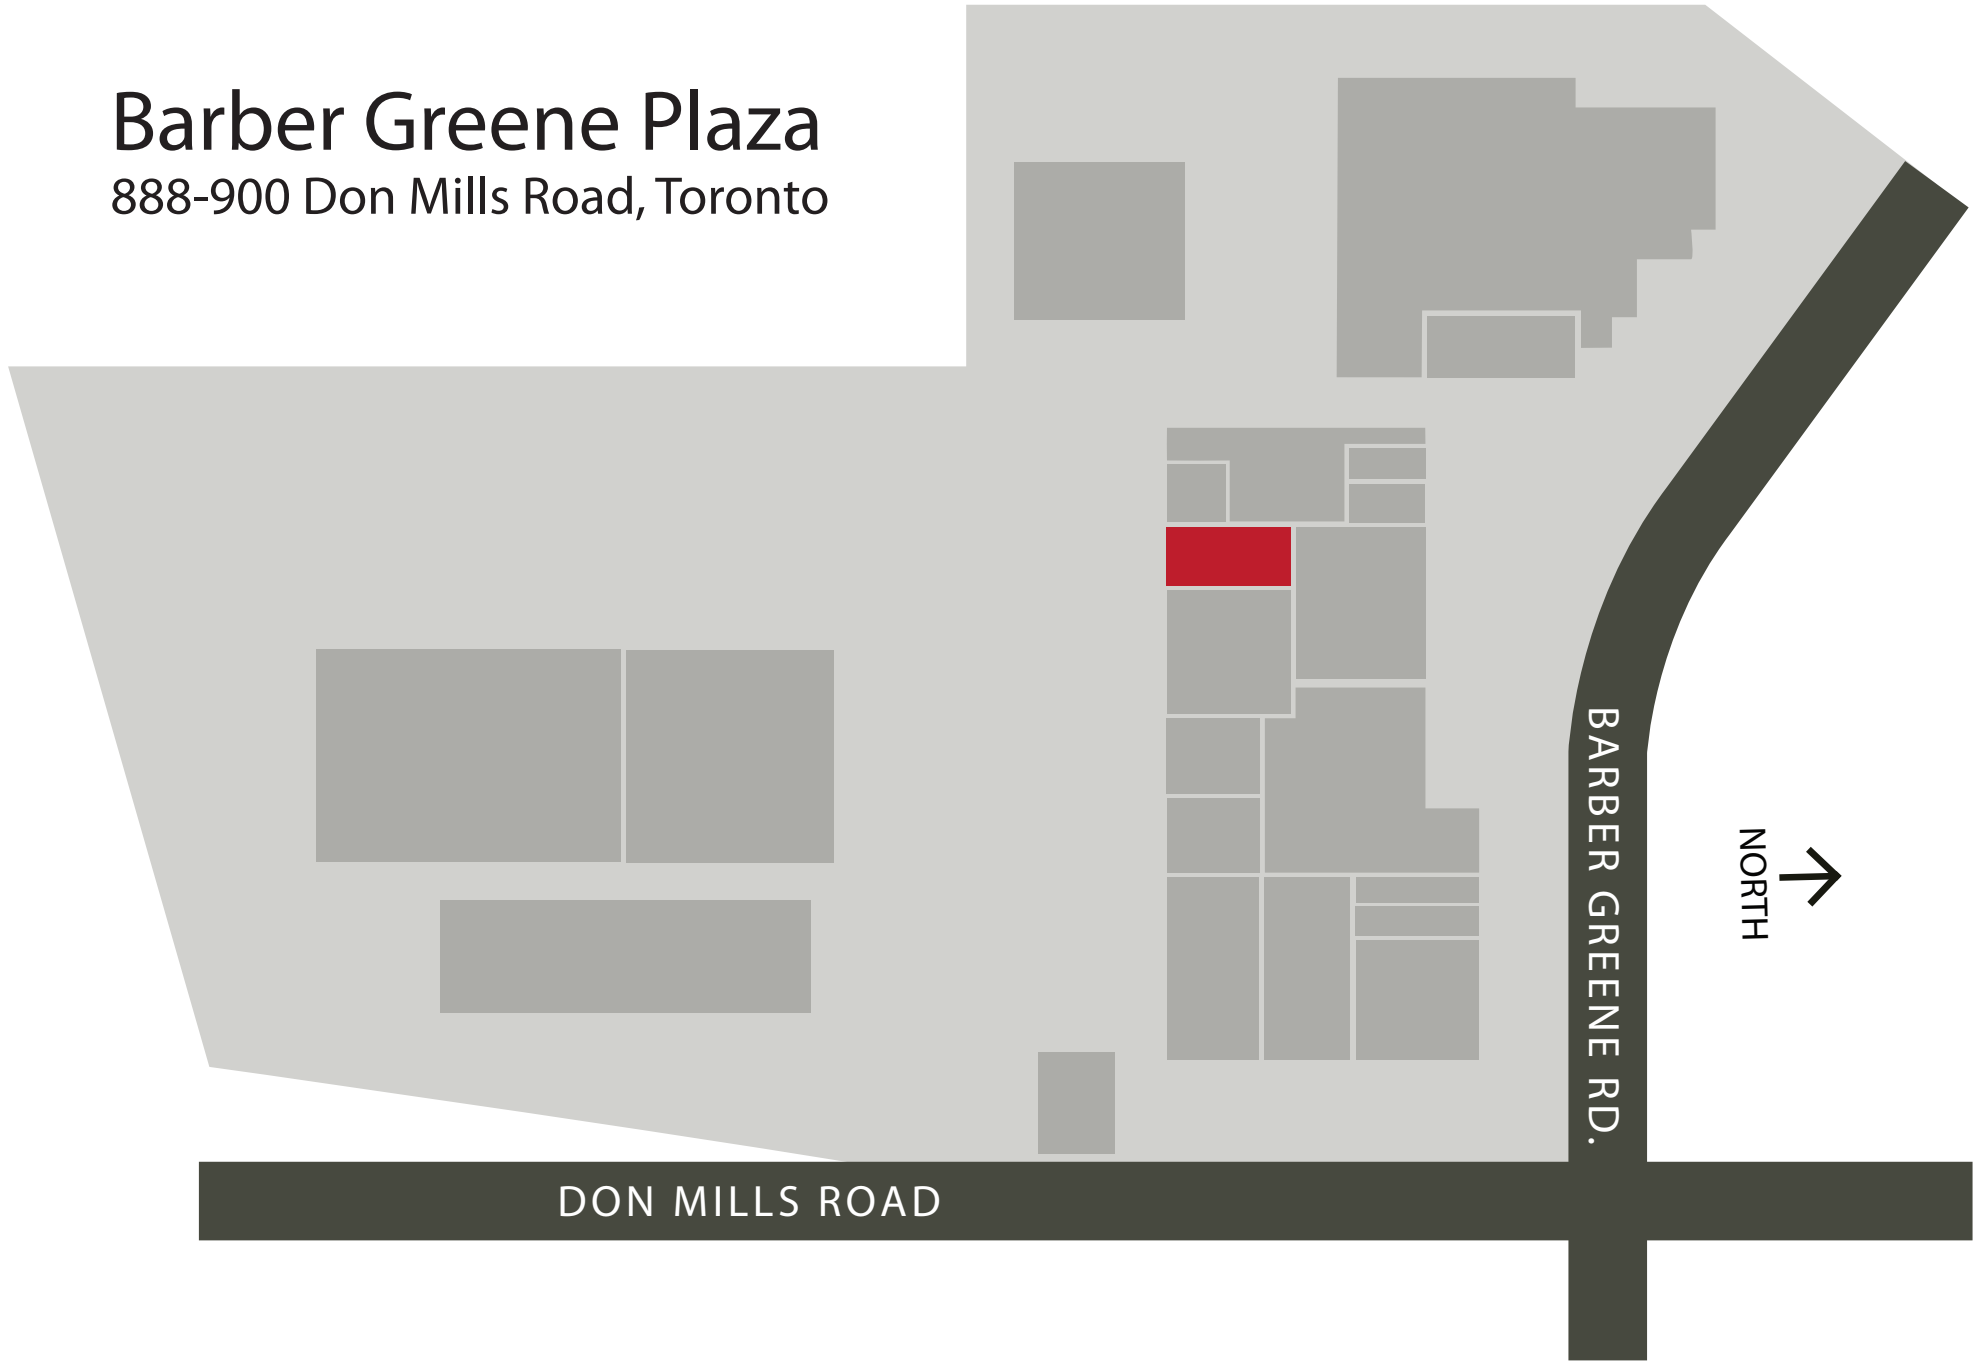 Barber Greene Plaza
888-900 Don Mills Road, Toronto
BARBER GREENE RD.
NORTH
DON MILLS ROAD